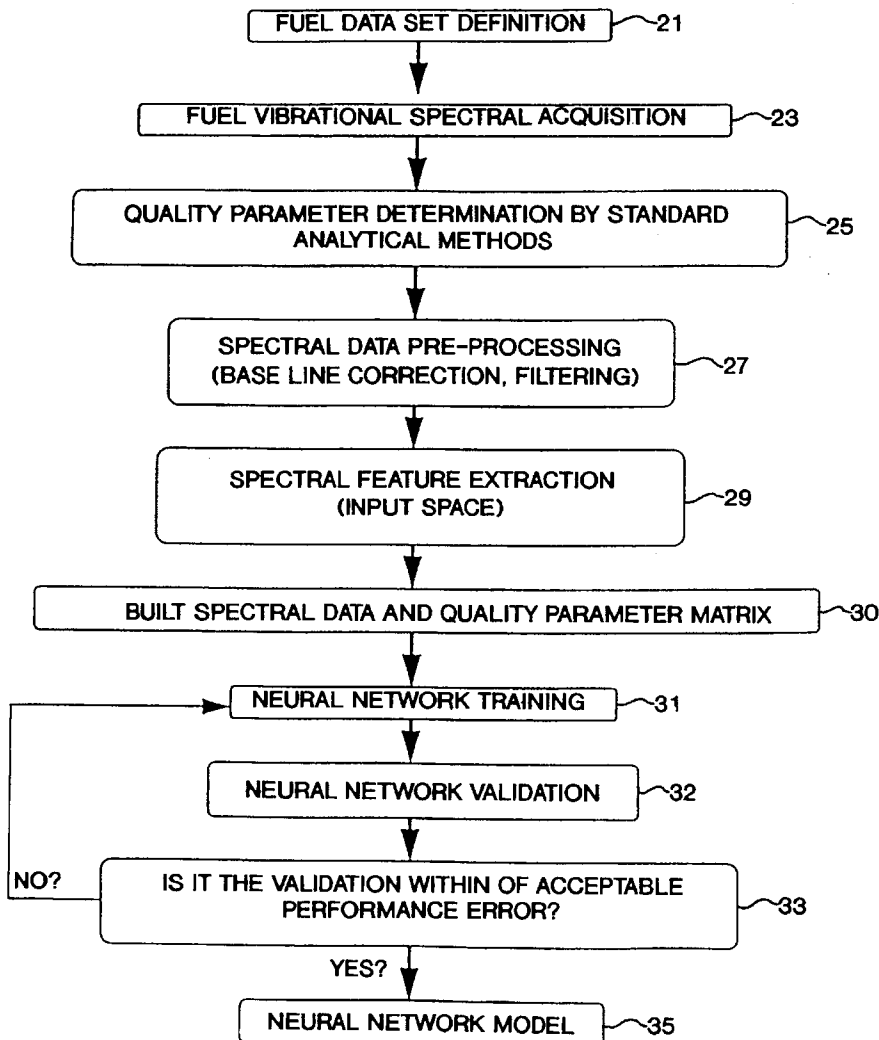 FUEL DATA SET DEFINITION 21
FUEL VIBRATIONAL SPECTRAL ACQUISITION 23
QUALITY PARAMETER DETERMINATION BY STANDARD
ANALYTICAL METHODS 25
SPECTRAL DATA PRE-PROCESSING
(BASE LINE CORRECTION, FILTERING) 27
SPECTRAL FEATURE EXTRACTION
(INPUT SPACE) 29
BUILT SPECTRAL DATA AND QUALITY PARAMETER MATRIX 30
NEURAL NETWORK TRAINING 31
NEURAL NETWORK VALIDATION 32
NO?
IS IT THE VALIDATION WITHIN OF ACCEPTABLE
PERFORMANCE ERROR? 33
YES?
NEURAL NETWORK MODEL 35